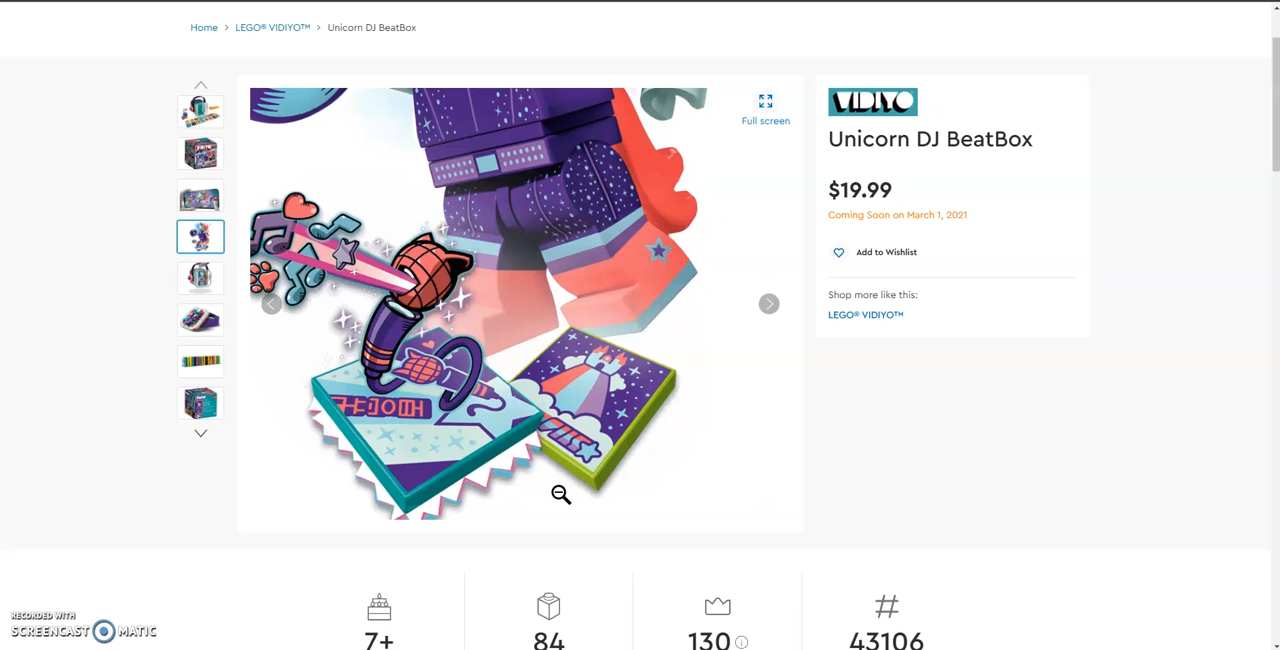 Home > LEGO® VIDIYO™ > Unicorn DJ BeatBox
Full screen
VIDIYO
Unicorn DJ BeatBox
$19.99
Coming Soon on March 1, 2021
Add to Wishlist
Shop more like this:
LEGO® VIDIYO™
7+
84
130
43106
RECORDED WITH
SCREENCAST MATIC